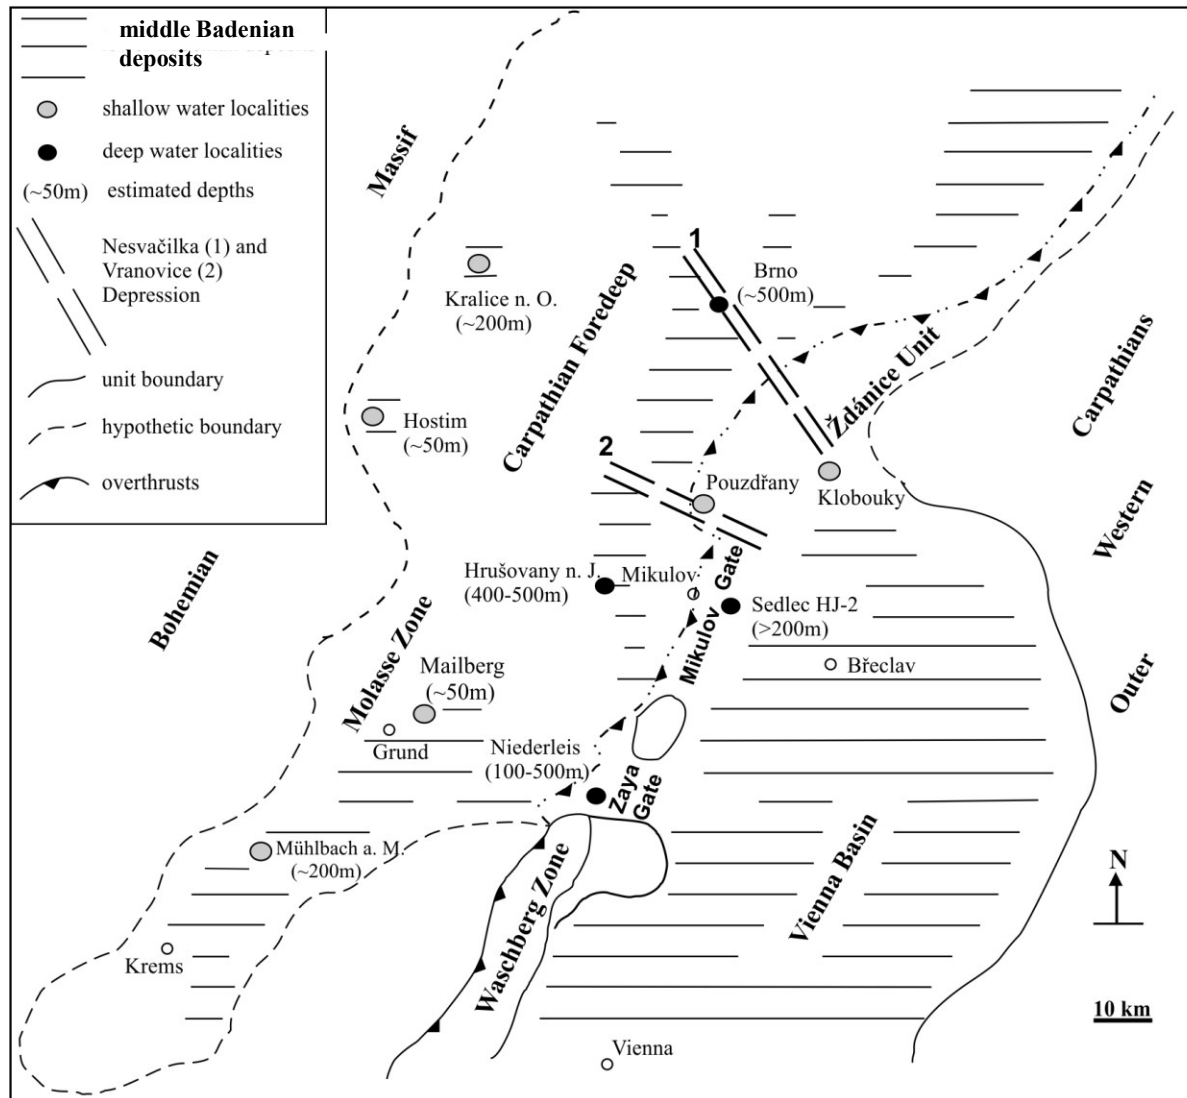 middle Badenian
deposits
shallow water localities
deep water localities
(~50m) estimated depths
Nesvačilka (1) and
Vranovice (2)
Depression
unit boundary
hypothetic boundary
overthrusts
Massif
Bohemian
Kralice n. O.
(~200m)
Carpathian Foredeep
1
Brno
(~500m)
Hostim
(~50m)
Ždánice Unit
Carpathians
Western
Outer
2
Pouzdřany
Klobouky
Hrušovany n. J.
(400-500m)
Mikulov
Mikulov Gate
Sedlec HJ-2
(>200m)
Břeclav
Molasse Zone
Mailberg
(~50m)
Grund
Niederleis
(100-500m)
Zaya
Gate
Mühlbach a. M.
(~200m)
Waschberg Zone
Vienna Basin
N
Krems
10 km
Vienna